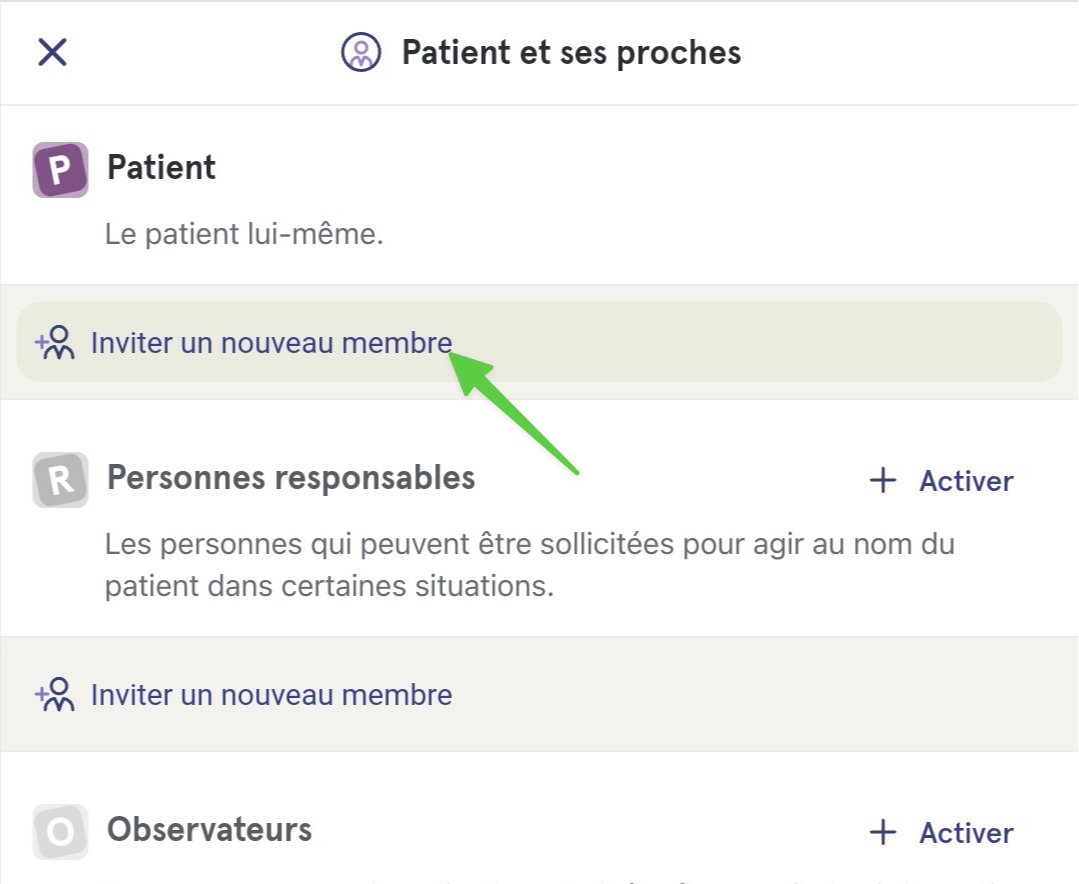 Patient et ses proches
P Patient
Le patient lui-même.
Inviter un nouveau membre
R Personnes responsables
+ Activer
Les personnes qui peuvent être sollicitées pour agir au nom du
patient dans certaines situations.
Inviter un nouveau membre
O Observateurs
+ Activer